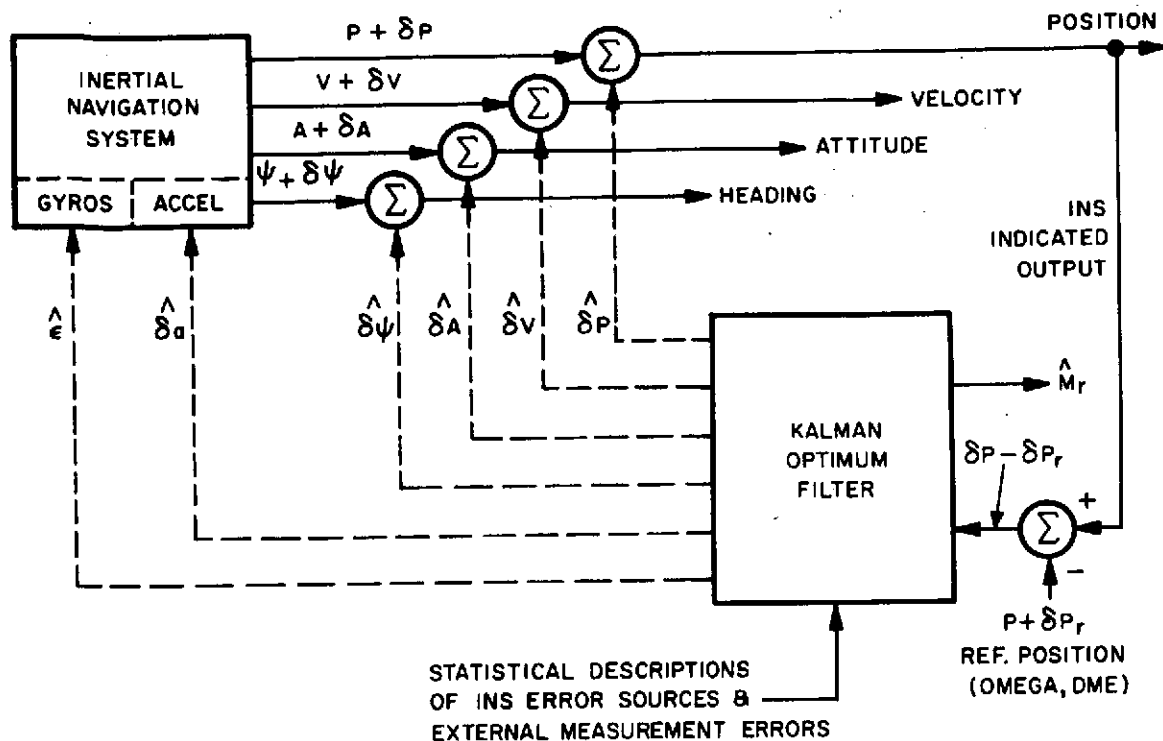 P + δP
POSITION
INERTIAL
NAVIGATION
SYSTEM
V + δV
VELOCITY
A + δA
ATTITUDE
ψ + δψ
HEADING
GYROS
ACCEL
Σ
Σ
Σ
Σ
INS
INDICATED
OUTPUT
ε̂
δ̂a
δ̂ψ
δ̂A
δ̂V
δ̂P
KALMAN
OPTIMUM
FILTER
M̂r
δP – δPr
+
Σ
–
P + δPr
REF. POSITION
(OMEGA, DME)
STATISTICAL DESCRIPTIONS
OF INS ERROR SOURCES &
EXTERNAL MEASUREMENT ERRORS